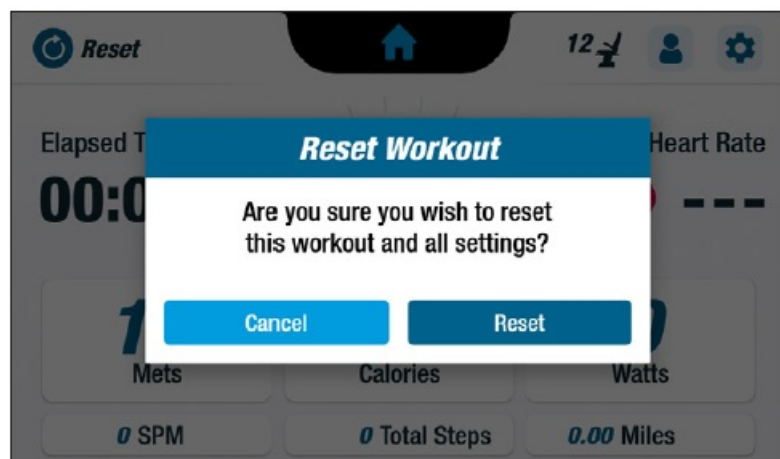 Reset
12
Elapsed T
Heart Rate
00:0
---
Reset Workout
Are you sure you wish to reset
this workout and all settings?
Cancel
Reset
Mets
Calories
Watts
0 SPM
0 Total Steps
0.00 Miles